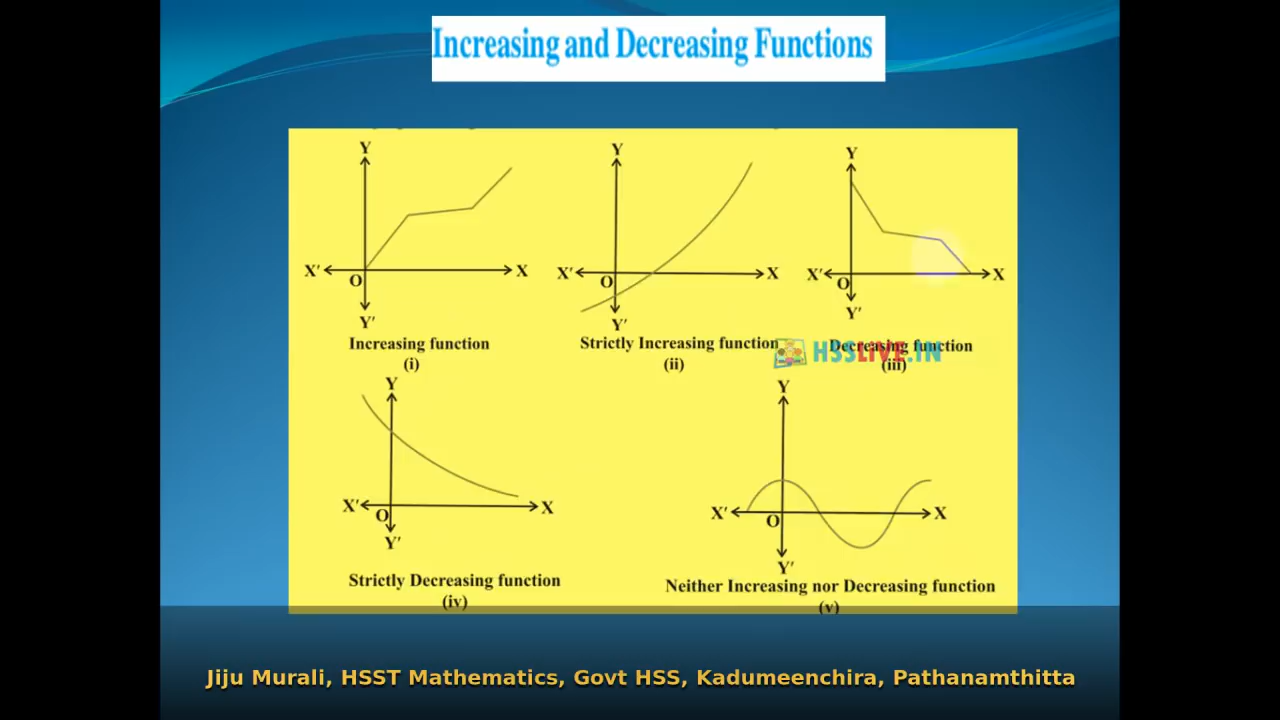 Increasing and Decreasing Functions
Y Y Y
X' O X X' O X X' O X
Y' Y' Y'
Increasing function Strictly Increasing function Decreasing function
(i) (ii) (iii)
HSSLIVE.IN
Y Y
X' O X X' O X
Y' Y'
Strictly Decreasing function Neither Increasing nor Decreasing function
(iv) (v)
Jiju Murali, HSST Mathematics, Govt HSS, Kadumeenchira, Pathanamthitta